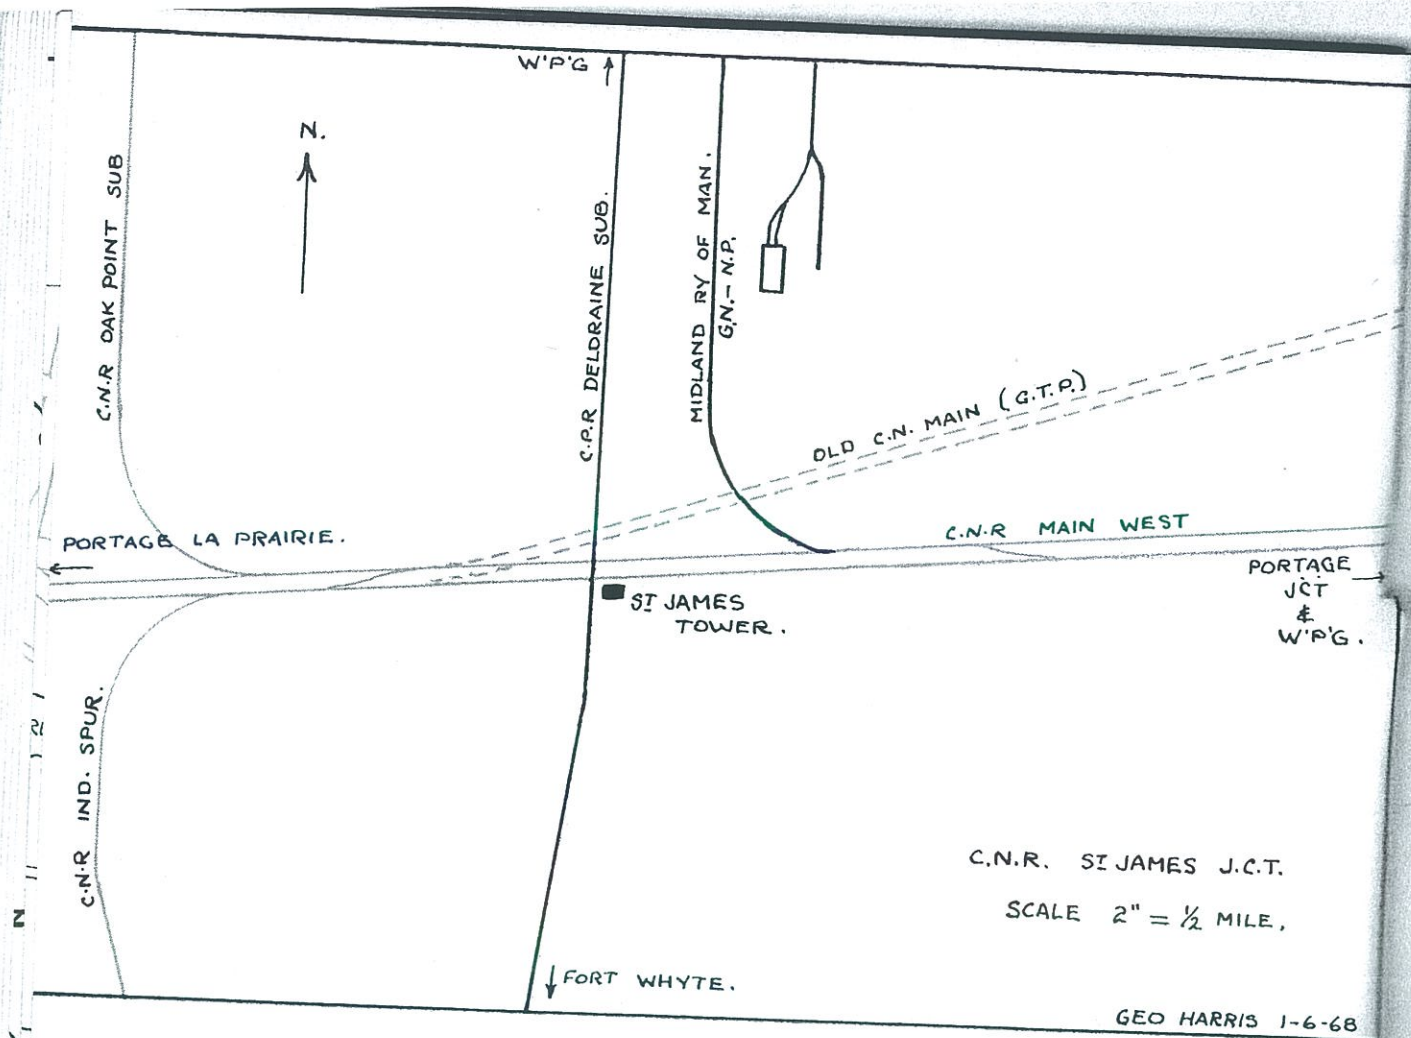 W'P'G
N.
C.N.R OAK POINT SUB
C.P.R DELDRAINE SUB.
MIDLAND RY OF MAN.
G.N.-N.P.
OLD C.N. MAIN (G.T.P.)
C.N.R MAIN WEST
PORTAGE LA PRAIRIE.
PORTAGE
JCT
&
W'P'G.
ST JAMES
TOWER.
C.N.R IND. SPUR.
N
C.N.R. ST JAMES J.C.T.
SCALE 2" = ½ MILE,
FORT WHYTE.
GEO HARRIS 1-6-68